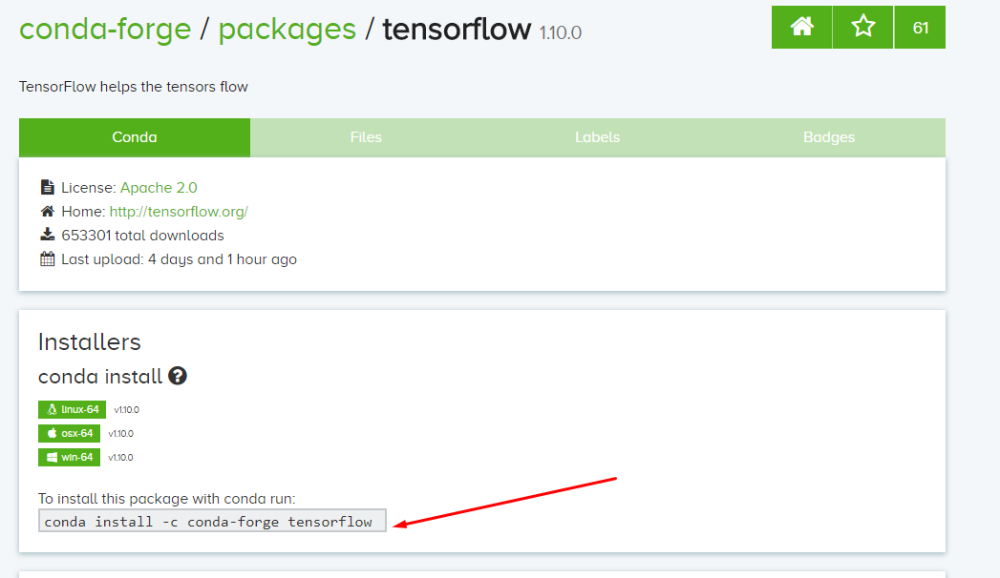 conda-forge / packages / tensorflow 1.10.0
61
TensorFlow helps the tensors flow
Conda Files Labels Badges
License: Apache 2.0
Home: http://tensorflow.org/
653301 total downloads
Last upload: 4 days and 1 hour ago
Installers
conda install ?
linux-64 v1.10.0
osx-64 v1.10.0
win-64 v1.10.0
To install this package with conda run:
conda install -c conda-forge tensorflow